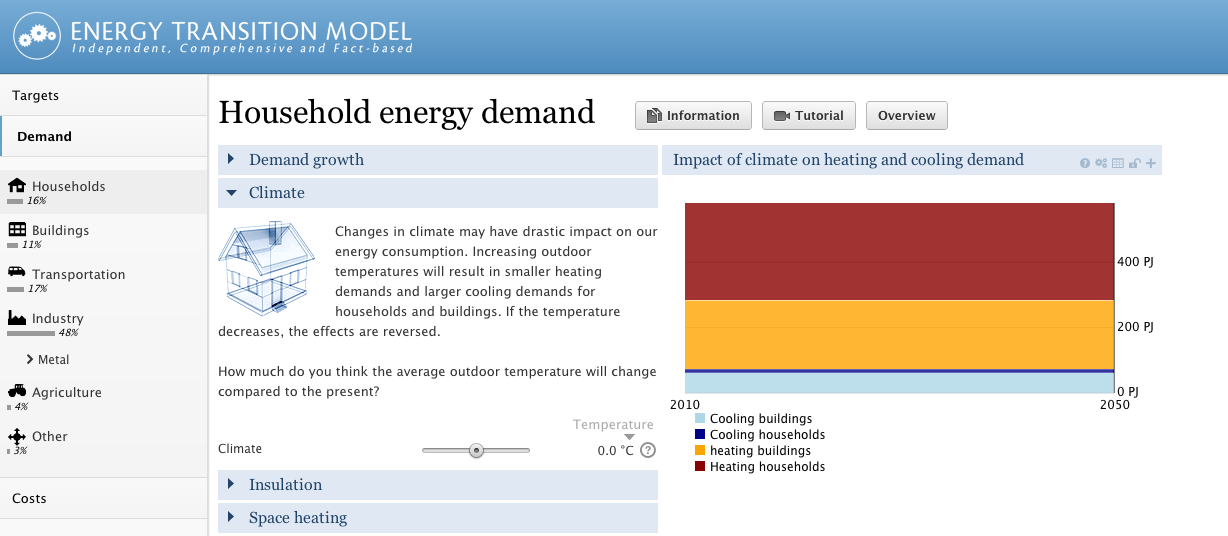 ENERGY TRANSITION MODEL
Independent, Comprehensive and Fact-based
Targets
Demand
Households
16%
Buildings
11%
Transportation
17%
Industry
48%
Metal
Agriculture
4%
Other
3%
Costs
Household energy demand
Information
Tutorial
Overview
Demand growth
Climate
Changes in climate may have drastic impact on our
energy consumption. Increasing outdoor
temperatures will result in smaller heating
demands and larger cooling demands for
households and buildings. If the temperature
decreases, the effects are reversed.
How much do you think the average outdoor temperature will change
compared to the present?
Temperature
Climate
0.0 °C ?
Insulation
Space heating
Impact of climate on heating and cooling demand
?
400 PJ
200 PJ
0 PJ
2010
2050
Cooling buildings
Cooling households
heating buildings
Heating households